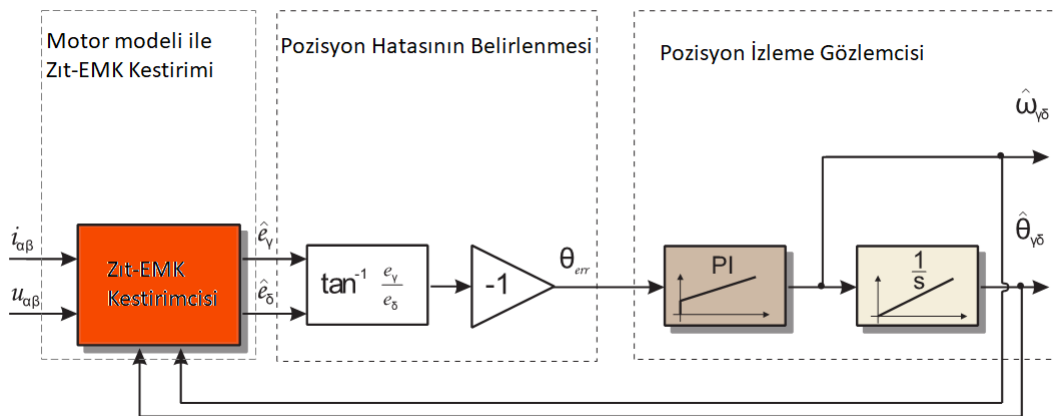 Motor modeli ile
Zıt-EMK Kestirimi
Pozisyon Hatasının Belirlenmesi
Pozisyon İzleme Gözlemcisi
ω̂γδ
iαβ
uαβ
Zıt-EMK
Kestirimcisi
êγ
êδ
tan⁻¹ eγ/eδ
-1
θerr
PI
1/s
θ̂γδ